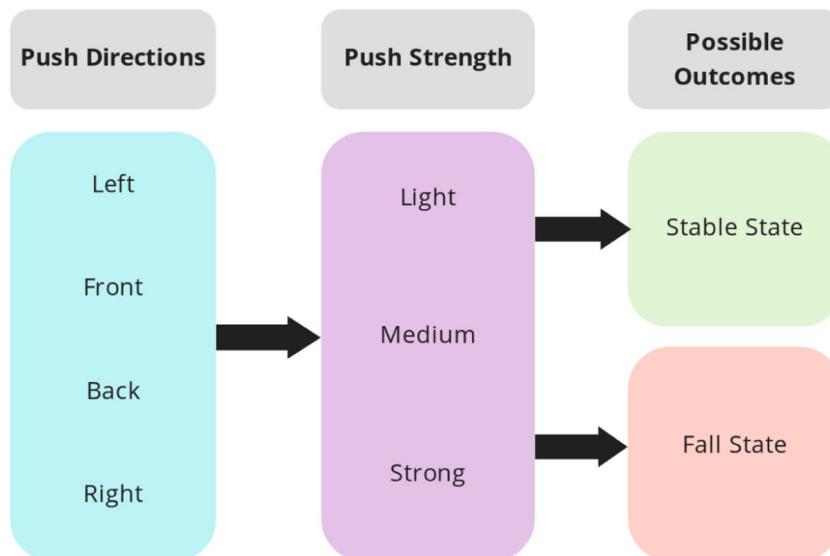 Push Directions
Push Strength
Possible
Outcomes
Left
Front
Back
Right
Light
Medium
Strong
Stable State
Fall State